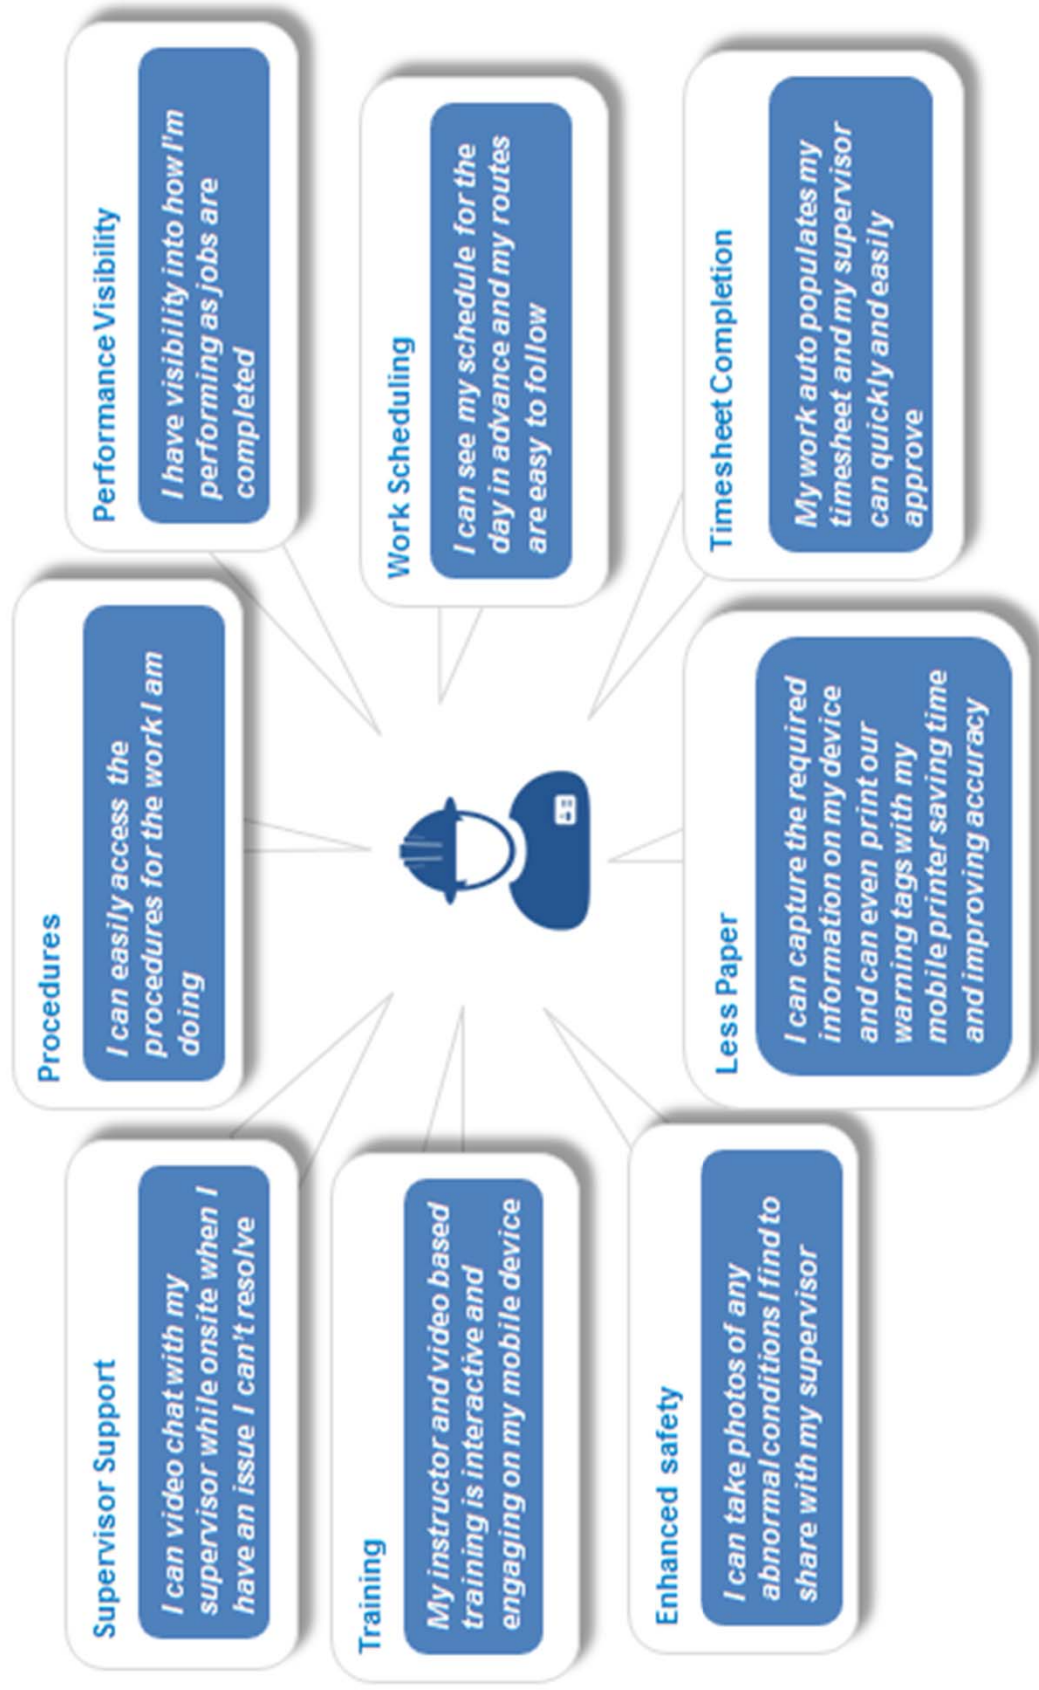 Supervisor Support
I can video chat with my
supervisor while onsite when I
have an issue I can't resolve
Procedures
I can easily access the
procedures for the work I am
doing
Performance Visibility
I have visibility into how I'm
performing as jobs are
completed
Training
My instructor and video based
training is interactive and
engaging on my mobile device
Work Scheduling
I can see my schedule for the
day in advance and my routes
are easy to follow
Enhanced safety
I can take photos of any
abnormal conditions I find to
share with my supervisor
Less Paper
I can capture the required
information on my device
and can even print our
warning tags with my
mobile printer saving time
and improving accuracy
Timesheet Completion
My work auto populates my
timesheet and my supervisor
can quickly and easily
approve